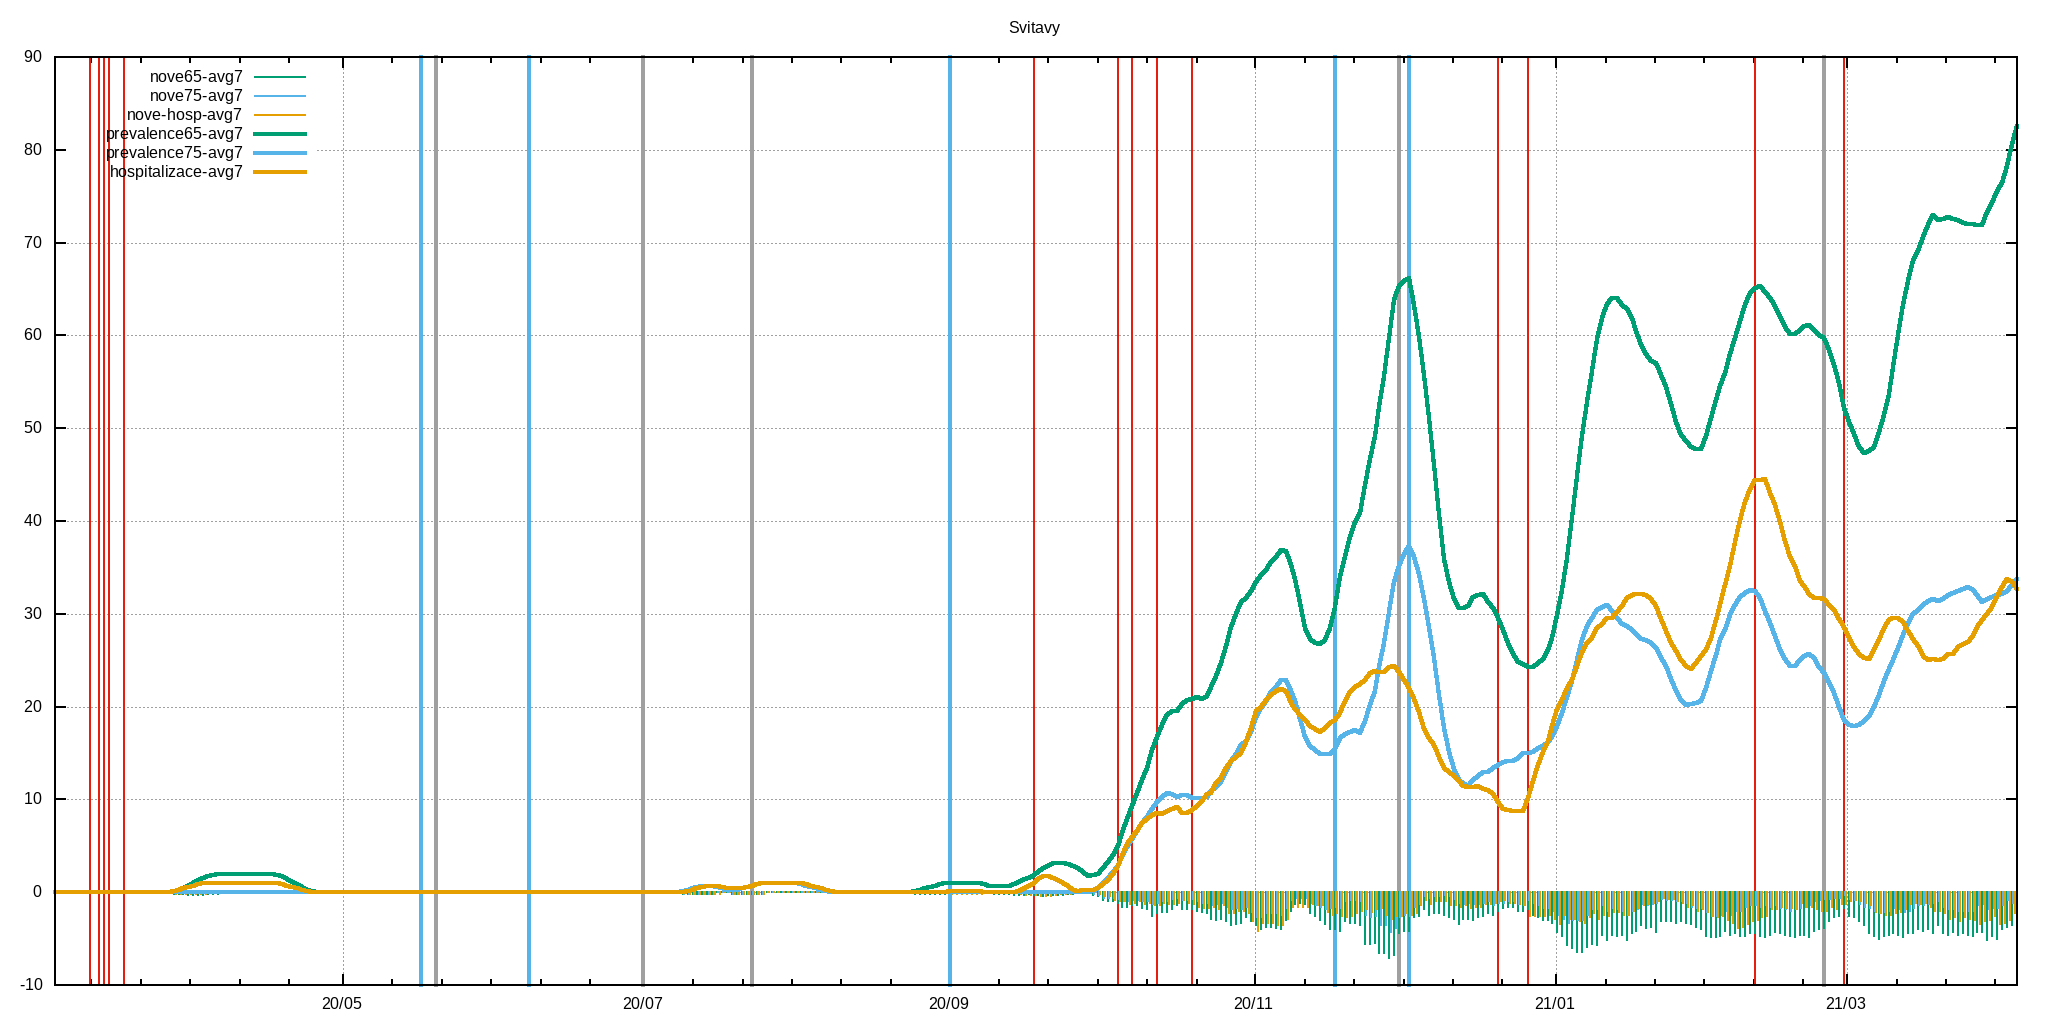 Svitavy
90
80
70
60
50
40
30
20
10
0
-10
nove65-avg7
nove75-avg7
nove-hosp-avg7
prevalence65-avg7
prevalence75-avg7
hospitalizace-avg7
20/05 20/07 20/09 20/11 21/01 21/03